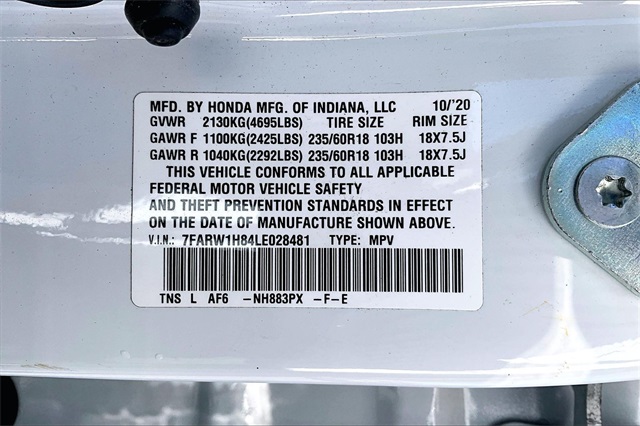 MFD. BY HONDA MFG. OF INDIANA, LLC 10/'20
GVWR 2130KG(4695LBS) TIRE SIZE RIM SIZE
GAWR F 1100KG(2425LBS) 235/60R18 103H 18X7.5J
GAWR R 1040KG(2292LBS) 235/60R18 103H 18X7.5J
THIS VEHICLE CONFORMS TO ALL APPLICABLE
FEDERAL MOTOR VEHICLE SAFETY
AND THEFT PREVENTION STANDARDS IN EFFECT
ON THE DATE OF MANUFACTURE SHOWN ABOVE.
V.I.N.: 7FARW1H84LE028481 TYPE: MPV
TNS L AF6 -NH883PX -F-E